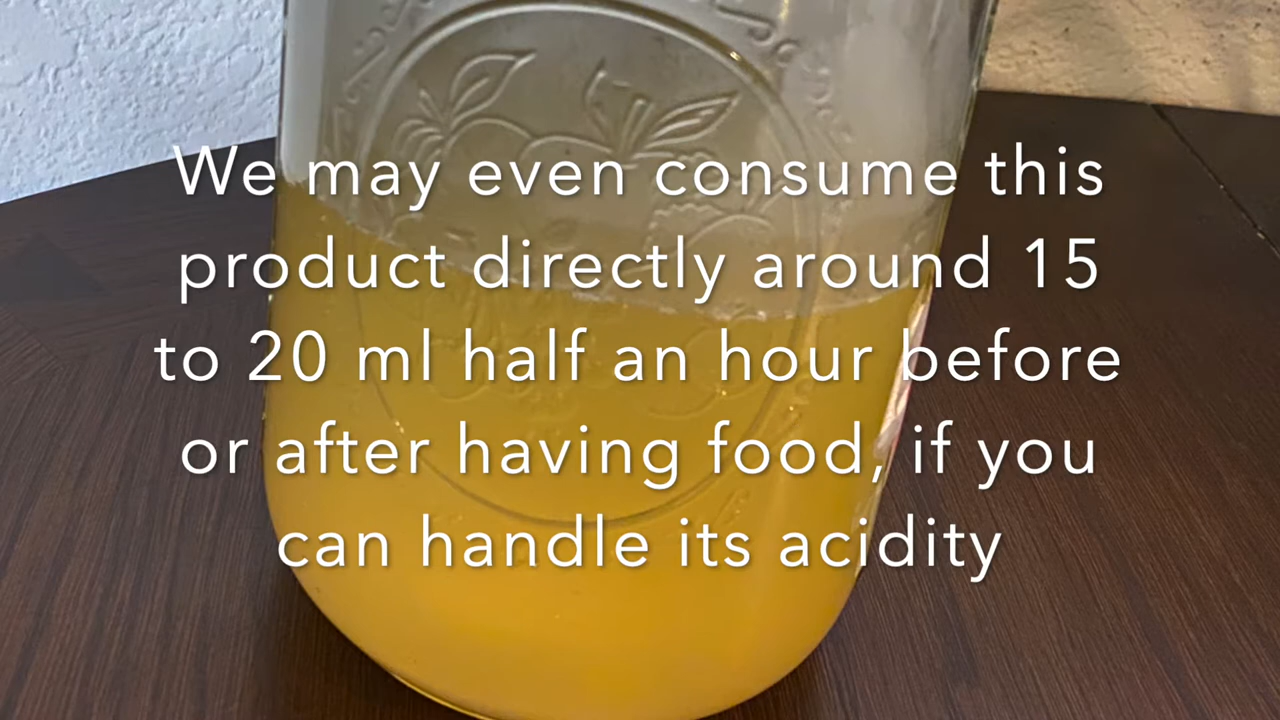 We may even consume this
product directly around 15
to 20 ml half an hour before
or after having food, if you
can handle its acidity